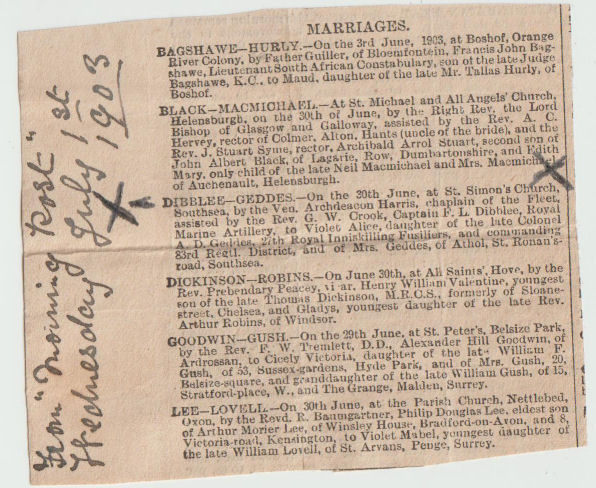 From "Morning Post"
Wednesday July 1st
1903
MARRIAGES.
BAGSHAWE—HURLY.—On the 3rd June, 1903, at Boshof, Orange
River Colony, by Father Guiller, of Bloemfontein, Francis John Bag-
shawe, Lieutenant South African Constabulary, son of the late Judge
Bagshawe, K.C., to Maud, daughter of the late Mr. Tallas Hurly, of
Boshof.
BLACK—MACMICHAEL.—At St. Michael and All Angels' Church,
Helensburgh, on the 30th of June, by the Right Rev. the Lord
Bishop of Glasgow and Galloway, assisted by the Rev. A. C.
Hervey, rector of Colmer, Alton, Hants (uncle of the bride), and the
Rev. J. Stuart Syme, rector, Archibald Arrol Stuart, second son of
John Albert Black, of Lagarie, Row, Dumbartonshire, and Edith
Mary, only child of the late Neil Macmichael and Mrs. Macmichael
of Auchenault, Helensburgh.
DIBBLEE—GEDDES.—On the 30th June, at St. Simon's Church,
Southsea, by the Ven. Archdeacon Harris, chaplain of the Fleet,
assisted by the Rev. G. W. Crook, Captain F. L. Dibblee, Royal
Marine Artillery, to Violet Alice, daughter of the late Colonel
A. D. Geddes, 27th Royal Inniskilling Fusiliers, and commanding
83rd Regtl. District, and of Mrs. Geddes, of Athol, St. Ronan's-
road, Southsea.
DICKINSON—ROBINS.—On June 30th, at All Saints', Hove, by the
Rev. Prebendary Peacey, vi ar. Henry William Valentine, youngest
son of the late Thomas Dickinson, M.R.C.S., formerly of Sloane-
street, Chelsea, and Gladys, youngest daughter of the late Rev.
Arthur Robins, of Windsor.
GOODWIN—GUSH.—On the 29th June, at St. Peter's, Belsize Park,
by the Rev. F. W. Tremlett, D.D., Alexander Hill Goodwin, of
Ardrossan, to Cicely Victoria, daughter of the late William F.
Gush, of 53, Sussex-gardens, Hyde Park, and of Mrs. Gush, 20,
Belsize-square, and granddaughter of the late William Gush, of 15,
Stratford-place, W., and The Grange, Malden, Surrey.
LEE—LOVELL.—On 30th June, at the Parish Church, Nettlebed,
Oxon, by the Revd. R. Baumgartner, Philip Douglas Lee, eldest son
of Arthur Morier Lee, of Winsley House, Bradford-on-Avon, and 8,
Victoria-road, Kensington, to Violet Mabel, youngest daughter of
the late William Lovell, of St. Arvans, Penge, Surrey.